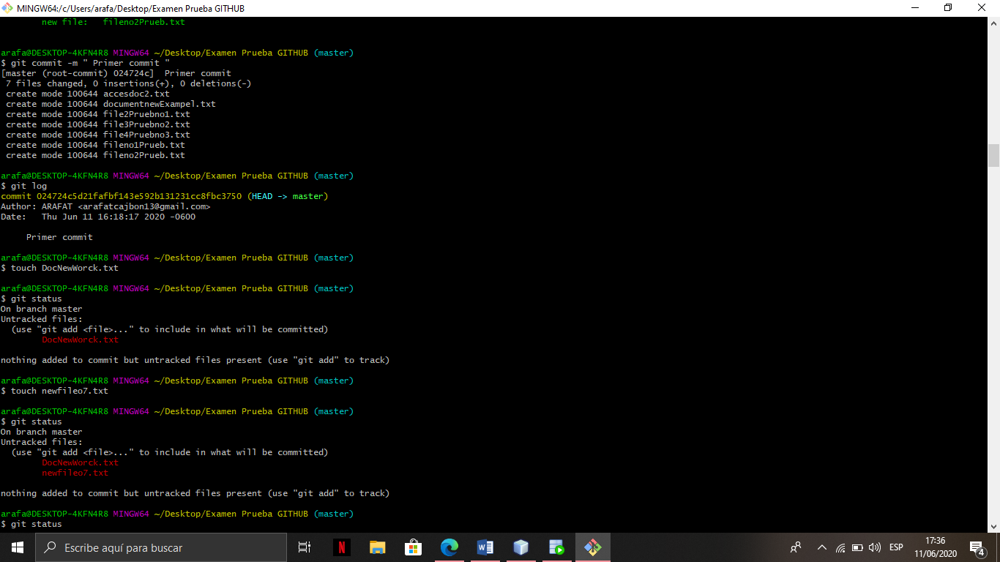 MINGW64:/c/Users/arafa/Desktop/Examen Prueba GITHUB
new file:   fileno2Prueb.txt
arafa@DESKTOP-4KFN4R8 MINGW64 ~/Desktop/Examen Prueba GITHUB (master)
$ git commit -m " Primer commit "
[master (root-commit) 024724c]  Primer commit
 7 files changed, 0 insertions(+), 0 deletions(-)
 create mode 100644 accesdoc2.txt
 create mode 100644 documentnewExampel.txt
 create mode 100644 file2Pruebno1.txt
 create mode 100644 file3Pruebno2.txt
 create mode 100644 file4Pruebno3.txt
 create mode 100644 fileno1Prueb.txt
 create mode 100644 fileno2Prueb.txt
arafa@DESKTOP-4KFN4R8 MINGW64 ~/Desktop/Examen Prueba GITHUB (master)
$ git log
commit 024724c5d21fafbf143e592b131231cc8fbc3750 (HEAD -> master)
Author: ARAFAT <arafatcajbon13@gmail.com>
Date:   Thu Jun 11 16:18:17 2020 -0600
     Primer commit
arafa@DESKTOP-4KFN4R8 MINGW64 ~/Desktop/Examen Prueba GITHUB (master)
$ touch DocNewWorck.txt
arafa@DESKTOP-4KFN4R8 MINGW64 ~/Desktop/Examen Prueba GITHUB (master)
$ git status
On branch master
Untracked files:
  (use "git add <file>..." to include in what will be committed)
        DocNewWorck.txt
nothing added to commit but untracked files present (use "git add" to track)
arafa@DESKTOP-4KFN4R8 MINGW64 ~/Desktop/Examen Prueba GITHUB (master)
$ touch newfileo7.txt
arafa@DESKTOP-4KFN4R8 MINGW64 ~/Desktop/Examen Prueba GITHUB (master)
$ git status
On branch master
Untracked files:
  (use "git add <file>..." to include in what will be committed)
        DocNewWorck.txt
        newfileo7.txt
nothing added to commit but untracked files present (use "git add" to track)
arafa@DESKTOP-4KFN4R8 MINGW64 ~/Desktop/Examen Prueba GITHUB (master)
$ git status
Escribe aquí para buscar
N
W
ESP
17:36
11/06/2020
4